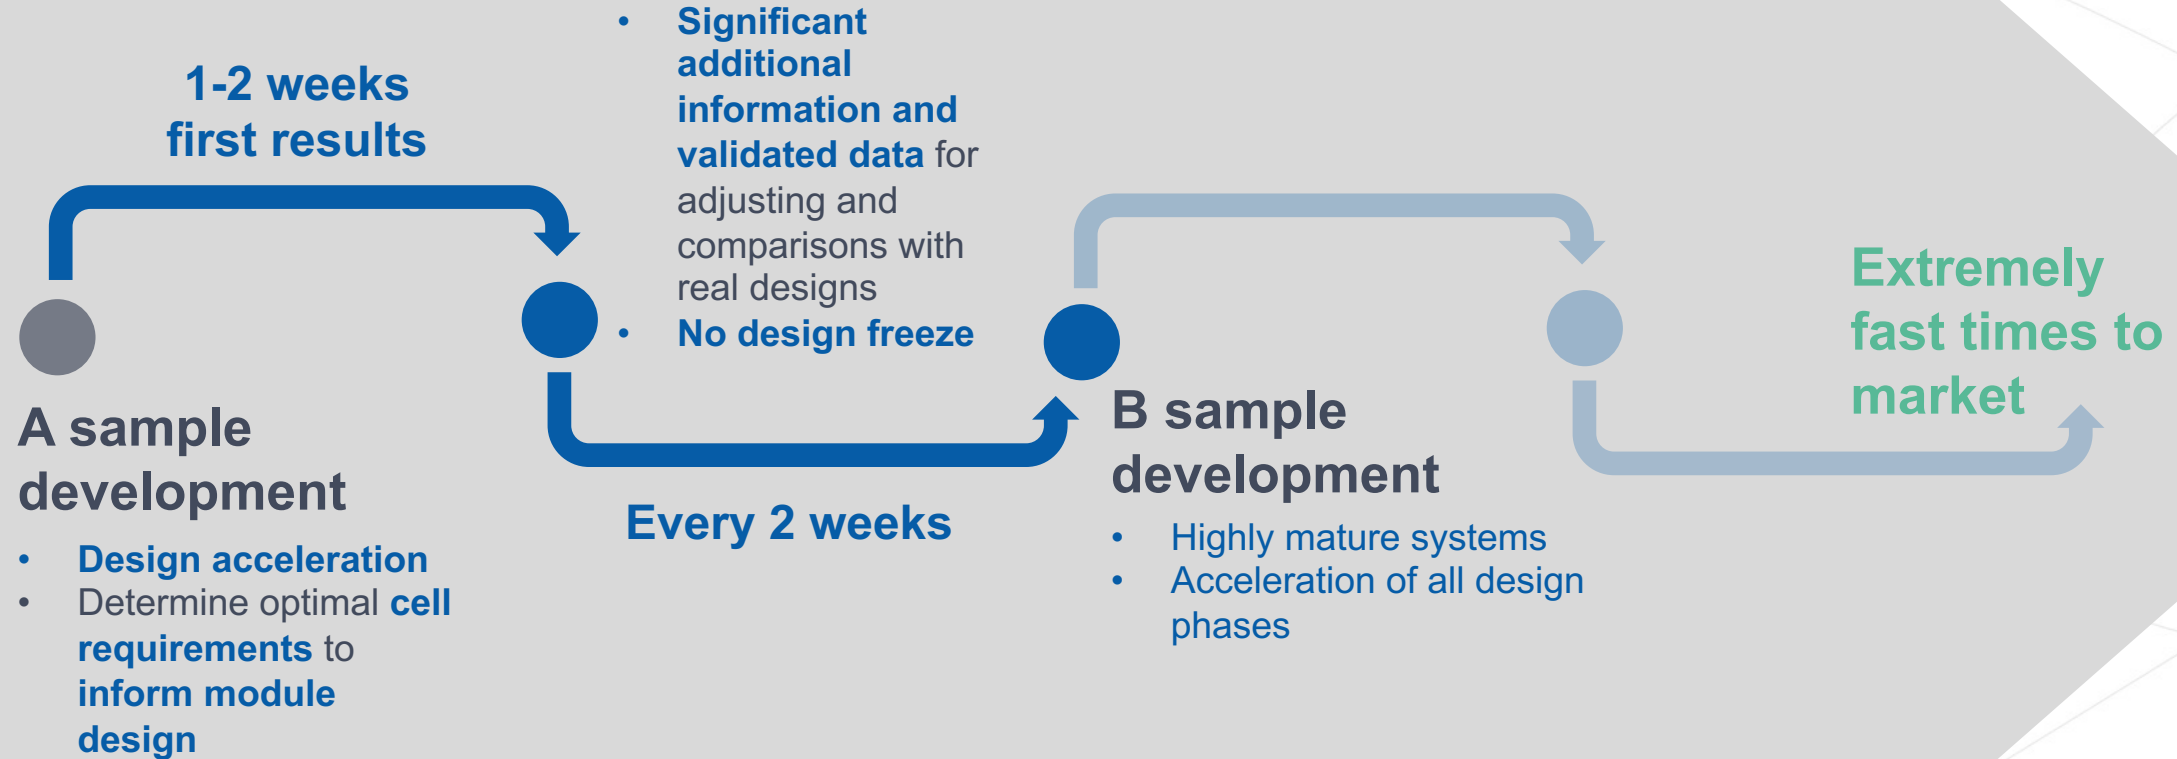 1-2 weeks
first results
A sample
development
• Design acceleration
• Determine optimal cell
requirements to
inform module
design
• Significant
additional
information and
validated data for
adjusting and
comparisons with
real designs
• No design freeze
Every 2 weeks
B sample
development
• Highly mature systems
• Acceleration of all design
phases
Extremely
fast times to
market